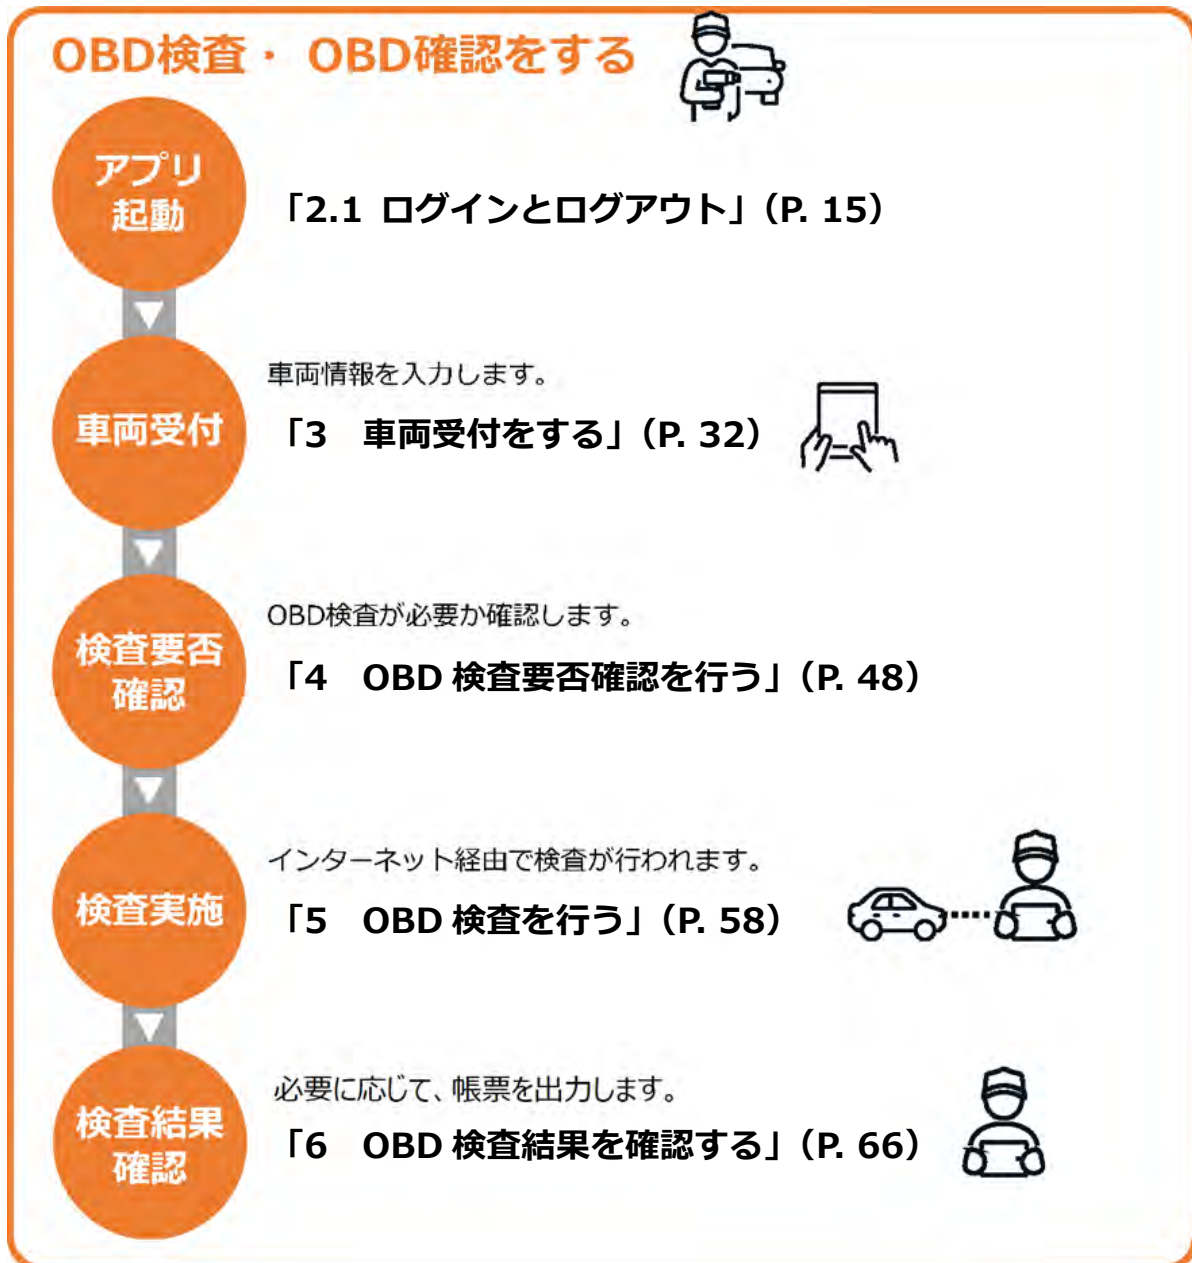 OBD検査・ OBD確認をする
アプリ
起動
「2.1 ログインとログアウト」（P. 15）
車両受付
車両情報を入力します。
「3　車両受付をする」（P. 32）
検査要否
確認
OBD検査が必要か確認します。
「4　OBD 検査要否確認を行う」（P. 48）
検査実施
インターネット経由で検査が行われます。
「5　OBD 検査を行う」（P. 58）
検査結果
確認
必要に応じて、帳票を出力します。
「6　OBD 検査結果を確認する」（P. 66）